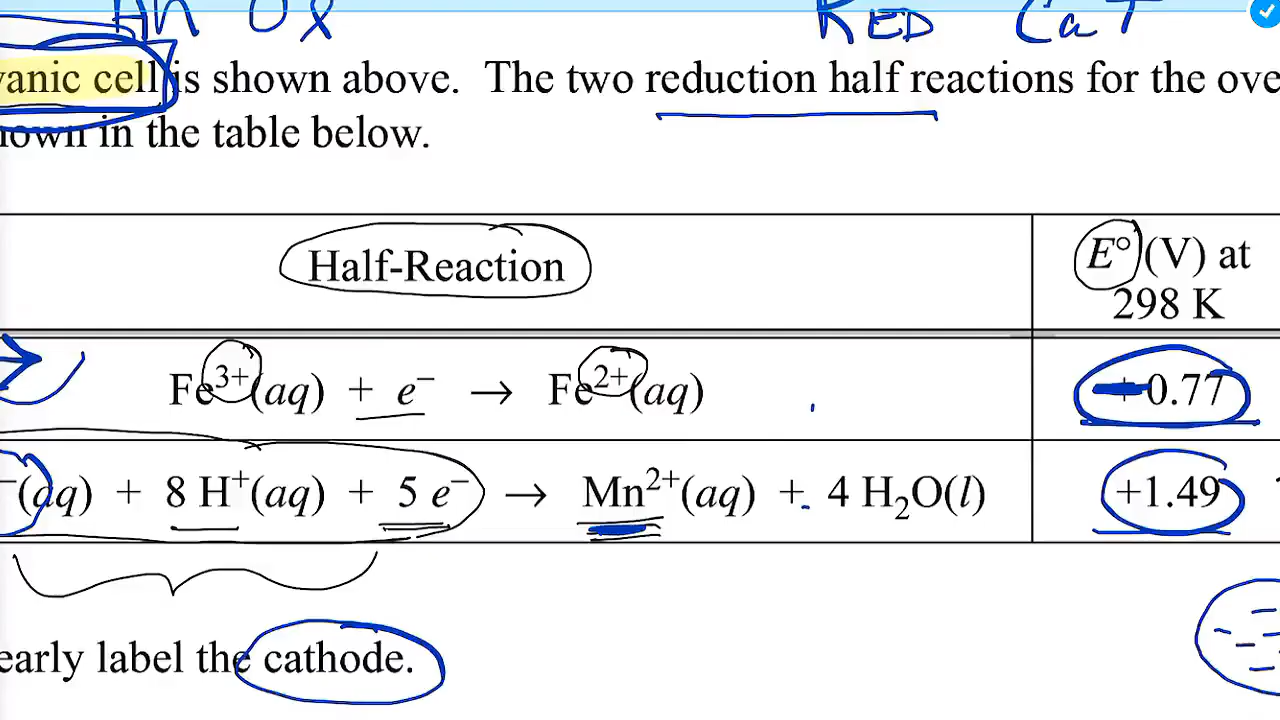 An Ox RED Cat
vanic cell is shown above. The two reduction half reactions for the ove
hown in the table below.
Half-Reaction
E° (V) at
298 K
Fe³⁺(aq) + e⁻ → Fe²⁺(aq)
+0.77
⁻(aq) + 8 H⁺(aq) + 5 e⁻ → Mn²⁺(aq) + 4 H₂O(l)
+1.49
early label the cathode.